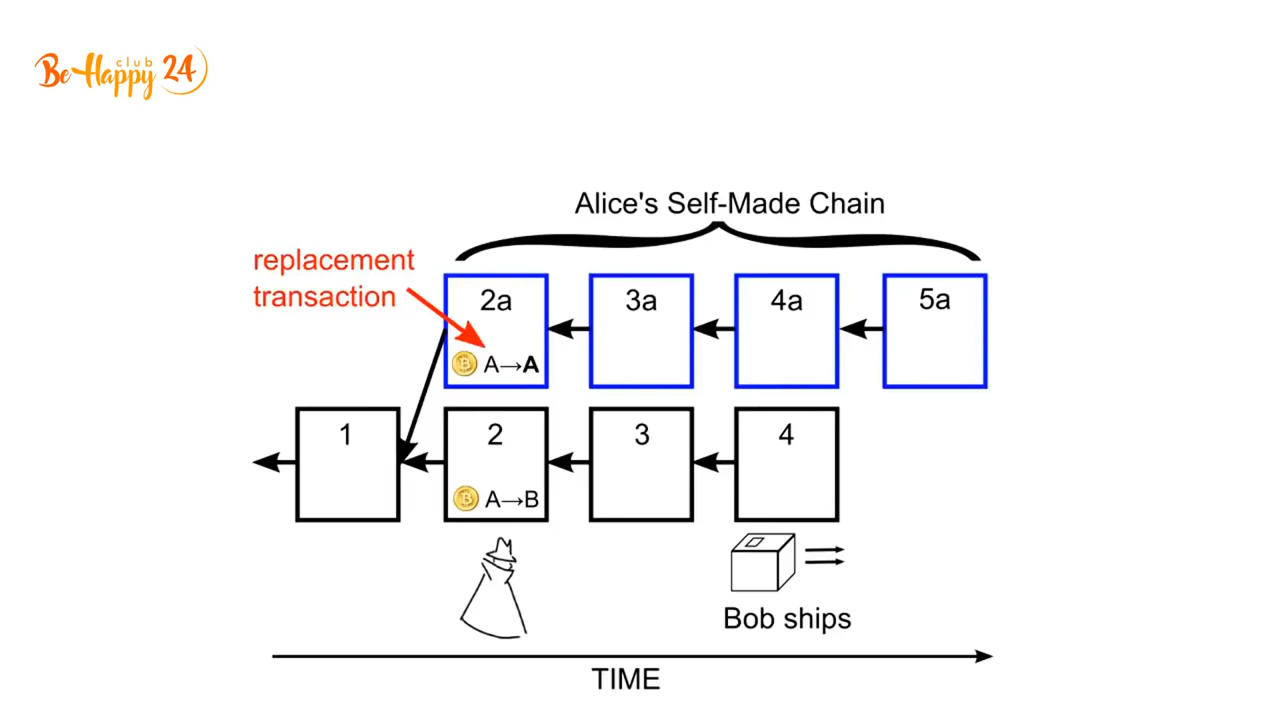 club
Be Happy 24
Alice's Self-Made Chain
replacement
transaction
2a
3a
4a
5a
A→A
1
2
3
4
A→B
Bob ships
TIME